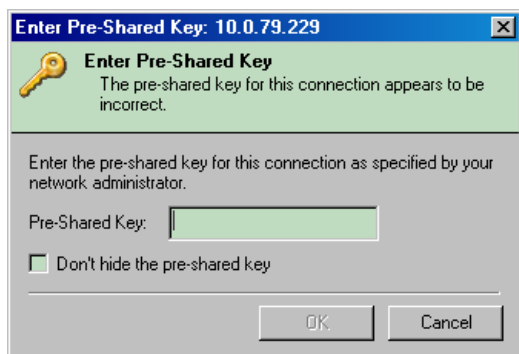 Enter Pre-Shared Key: 10.0.79.229
Enter Pre-Shared Key
The pre-shared key for this connection appears to be
incorrect.
Enter the pre-shared key for this connection as specified by your
network administrator.
Pre-Shared Key:
Don't hide the pre-shared key
OK
Cancel